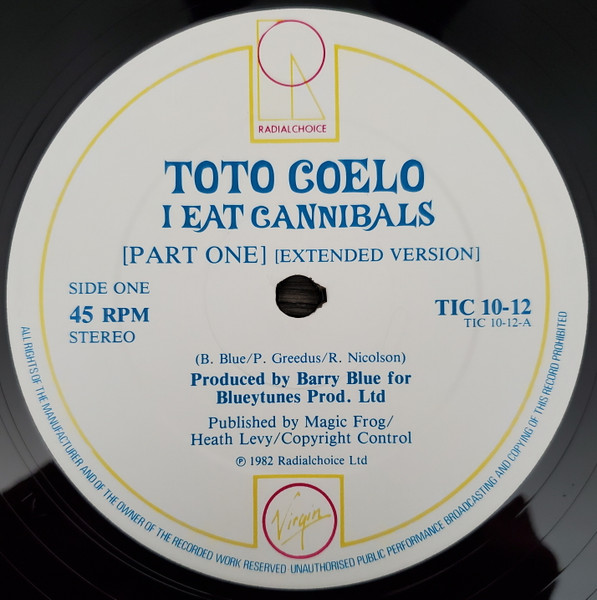 RADIALCHOICE
TOTO COELO
I EAT CANNIBALS
[PART ONE] [EXTENDED VERSION]
SIDE ONE
45 RPM
STEREO
TIC 10-12
TIC 10-12-A
(B. Blue/P. Greedus/R. Nicolson)
Produced by Barry Blue for
Blueytunes Prod. Ltd
Published by Magic Frog/
Heath Levy/Copyright Control
℗ 1982 Radialchoice Ltd
Virgin
ALL RIGHTS OF THE MANUFACTURER AND OF THE OWNER OF THE RECORDED WORK RESERVED·UNAUTHORISED PUBLIC PERFORMANCE BROADCASTING AND COPYING OF THIS RECORD PROHIBITED